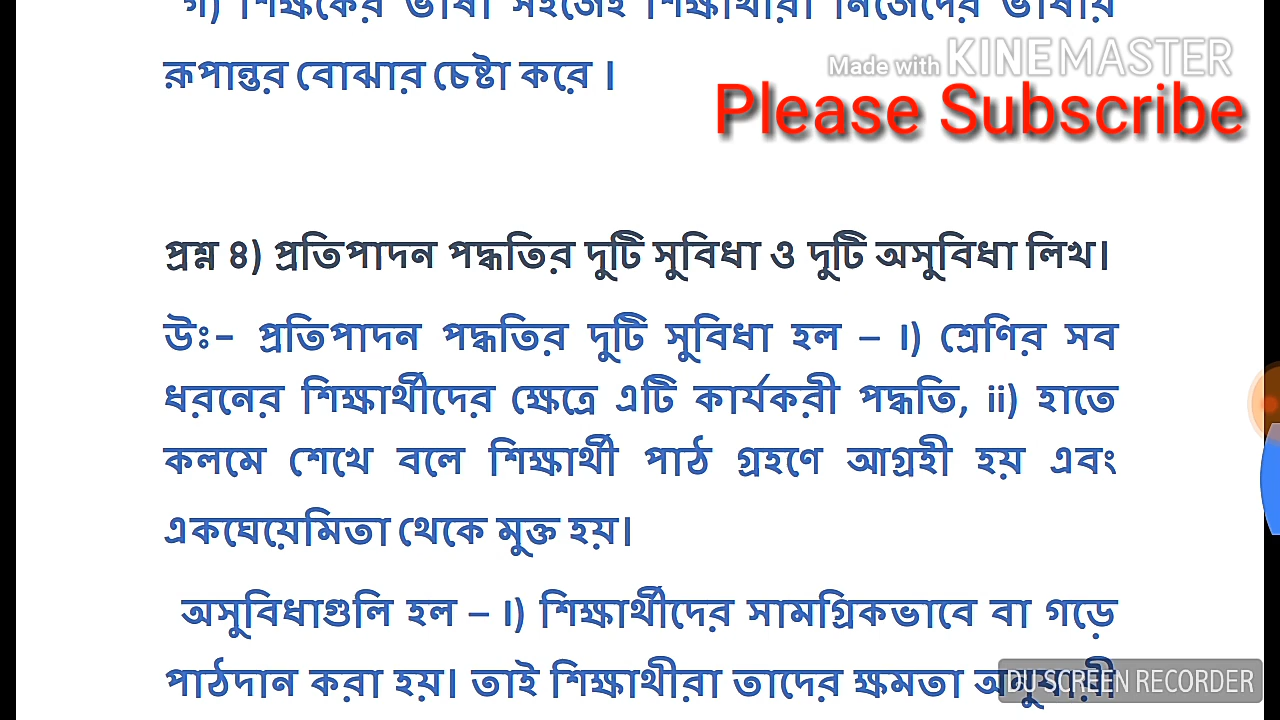 গ) শিক্ষকের ভাষা সহজেই শিক্ষার্থীরা নিজেদের ভাষায়
রূপান্তর বোঝার চেষ্টা করে ।
Made with KINEMASTER
Please Subscribe
প্রশ্ন ৪) প্রতিপাদন পদ্ধতির দুটি সুবিধা ও দুটি অসুবিধা লিখ।
উঃ– প্রতিপাদন পদ্ধতির দুটি সুবিধা হল – ।) শ্রেণির সব
ধরনের শিক্ষার্থীদের ক্ষেত্রে এটি কার্যকরী পদ্ধতি, ii) হাতে
কলমে শেখে বলে শিক্ষার্থী পাঠ গ্রহণে আগ্রহী হয় এবং
একঘেয়েমিতা থেকে মুক্ত হয়।
অসুবিধাগুলি হল – ।) শিক্ষার্থীদের সামগ্রিকভাবে বা গড়ে
পাঠদান করা হয়। তাই শিক্ষার্থীরা তাদের ক্ষমতা
DU SCREEN RECORDER